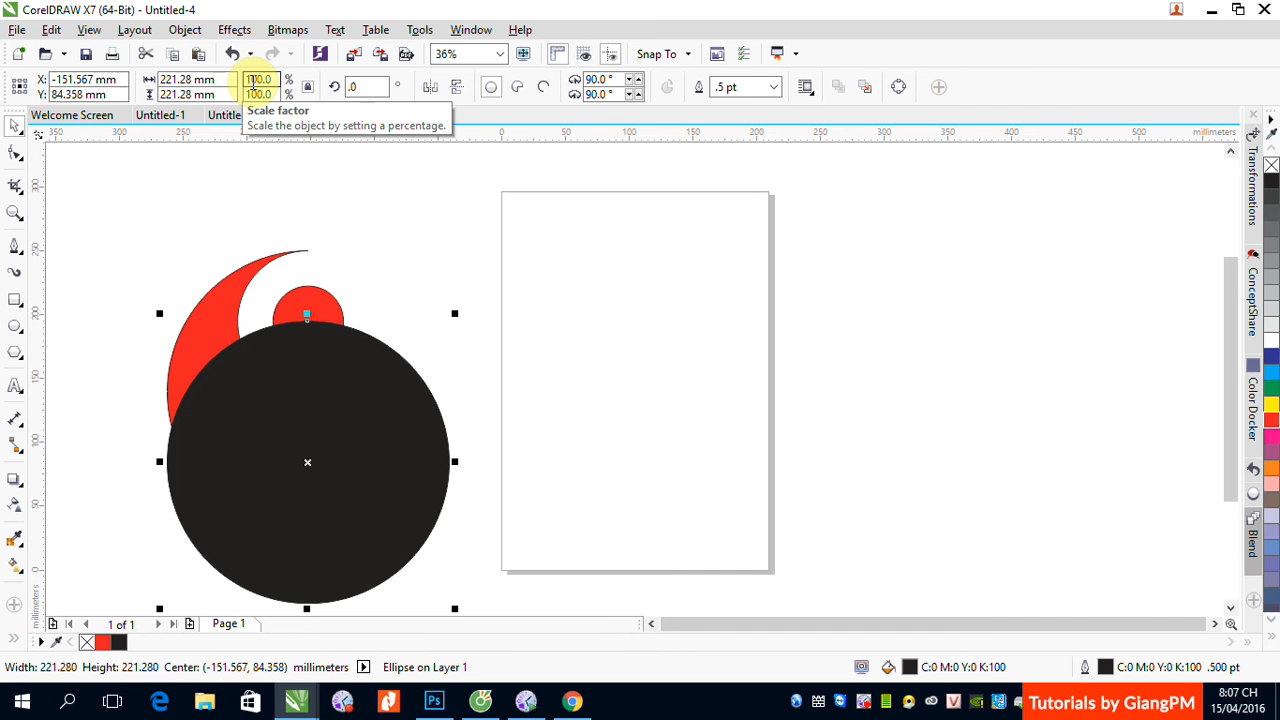 CorelDRAW X7 (64-Bit) - Untitled-4
File Edit View Layout Object Effects Bitmaps Text Table Tools Window Help
36% Snap To
X: -151.567 mm 221.28 mm 100.0 %
Y: 84.358 mm 221.28 mm 100.0 % .0 ° 90.0 ° 90.0 ° .5 pt
Welcome Screen Untitled-1
Scale factor
Scale the object by setting a percentage.
350 300 0 50 100 150 200 250 300 350 400 450 500 millimeters
300
250
200
150
100
50
0
millimeters
Transformations
ConceptShare
Color Docker
Blend
1 of 1 Page 1
Width: 221.280 Height: 221.280 Center: (-151.567, 84.358) millimeters Ellipse on Layer 1 C:0 M:0 Y:0 K:100 C:0 M:0 Y:0 K:100 .500 pt
Tutorials by GiangPM
8:07 CH
15/04/2016